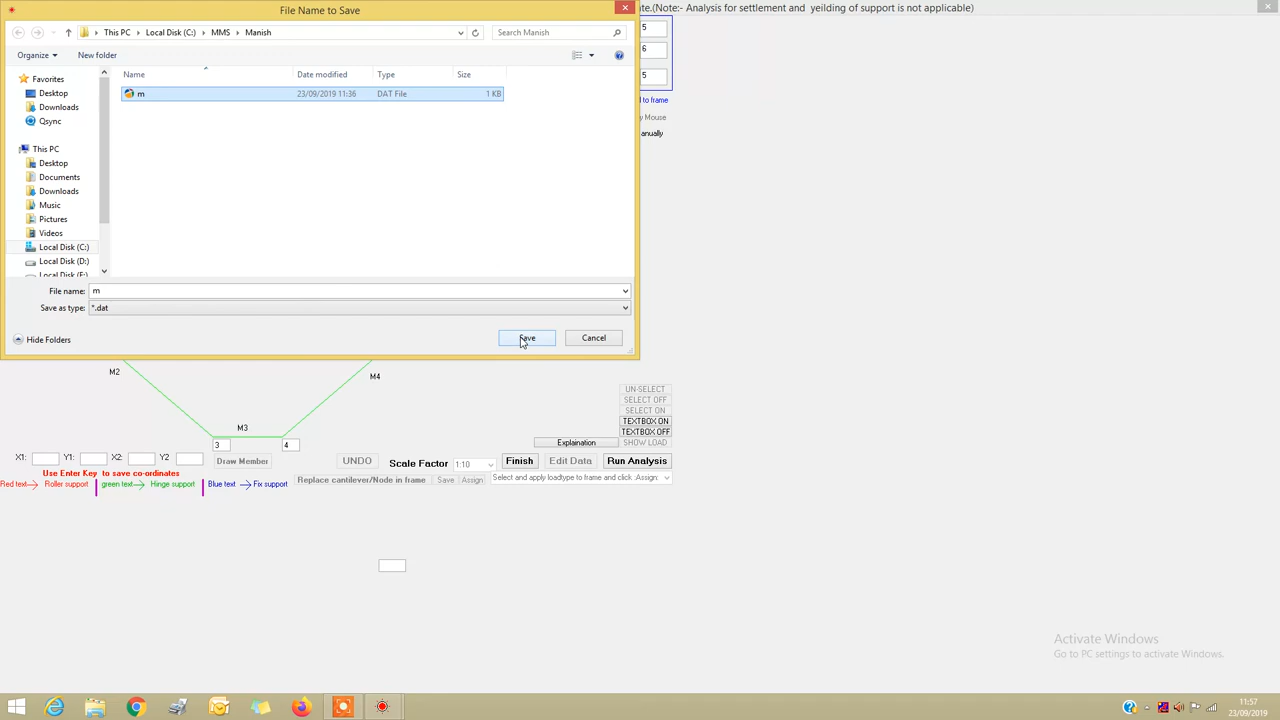 File Name to Save
te.(Note:- Analysis for settlement and yeilding of support is not applicable)
This PC Local Disk (C:) MMS Manish
Search Manish
Organize
New folder
Name
Date modified
Type
Size
m
23/09/2019 11:36
DAT File
1 KB
Favorites
Desktop
Downloads
Qsync
This PC
Desktop
Documents
Downloads
Music
Pictures
Videos
Local Disk (C:)
Local Disk (D:)
Local Disk (E:)
File name:
m
Save as type:
*.dat
Hide Folders
Save
Cancel
5
6
5
d to frame
y Mouse
anually
M2
M4
M3
3
4
X1:
Y1:
X2:
Y2
Draw Member
UNDO
Scale Factor
1:10
Finish
Edit Data
Run Analysis
UN-SELECT
SELECT OFF
SELECT ON
TEXTBOX ON
TEXTBOX OFF
Explaination
SHOW LOAD
Use Enter Key to save co-ordinates
Red text
Roller support
green text
Hinge support
Blue text
Fix support
Replace cantilever/Node in frame
Save
Assign
Select and apply loadtype to frame and click :Assign:
Activate Windows
Go to PC settings to activate Windows.
11:57
23/09/2019